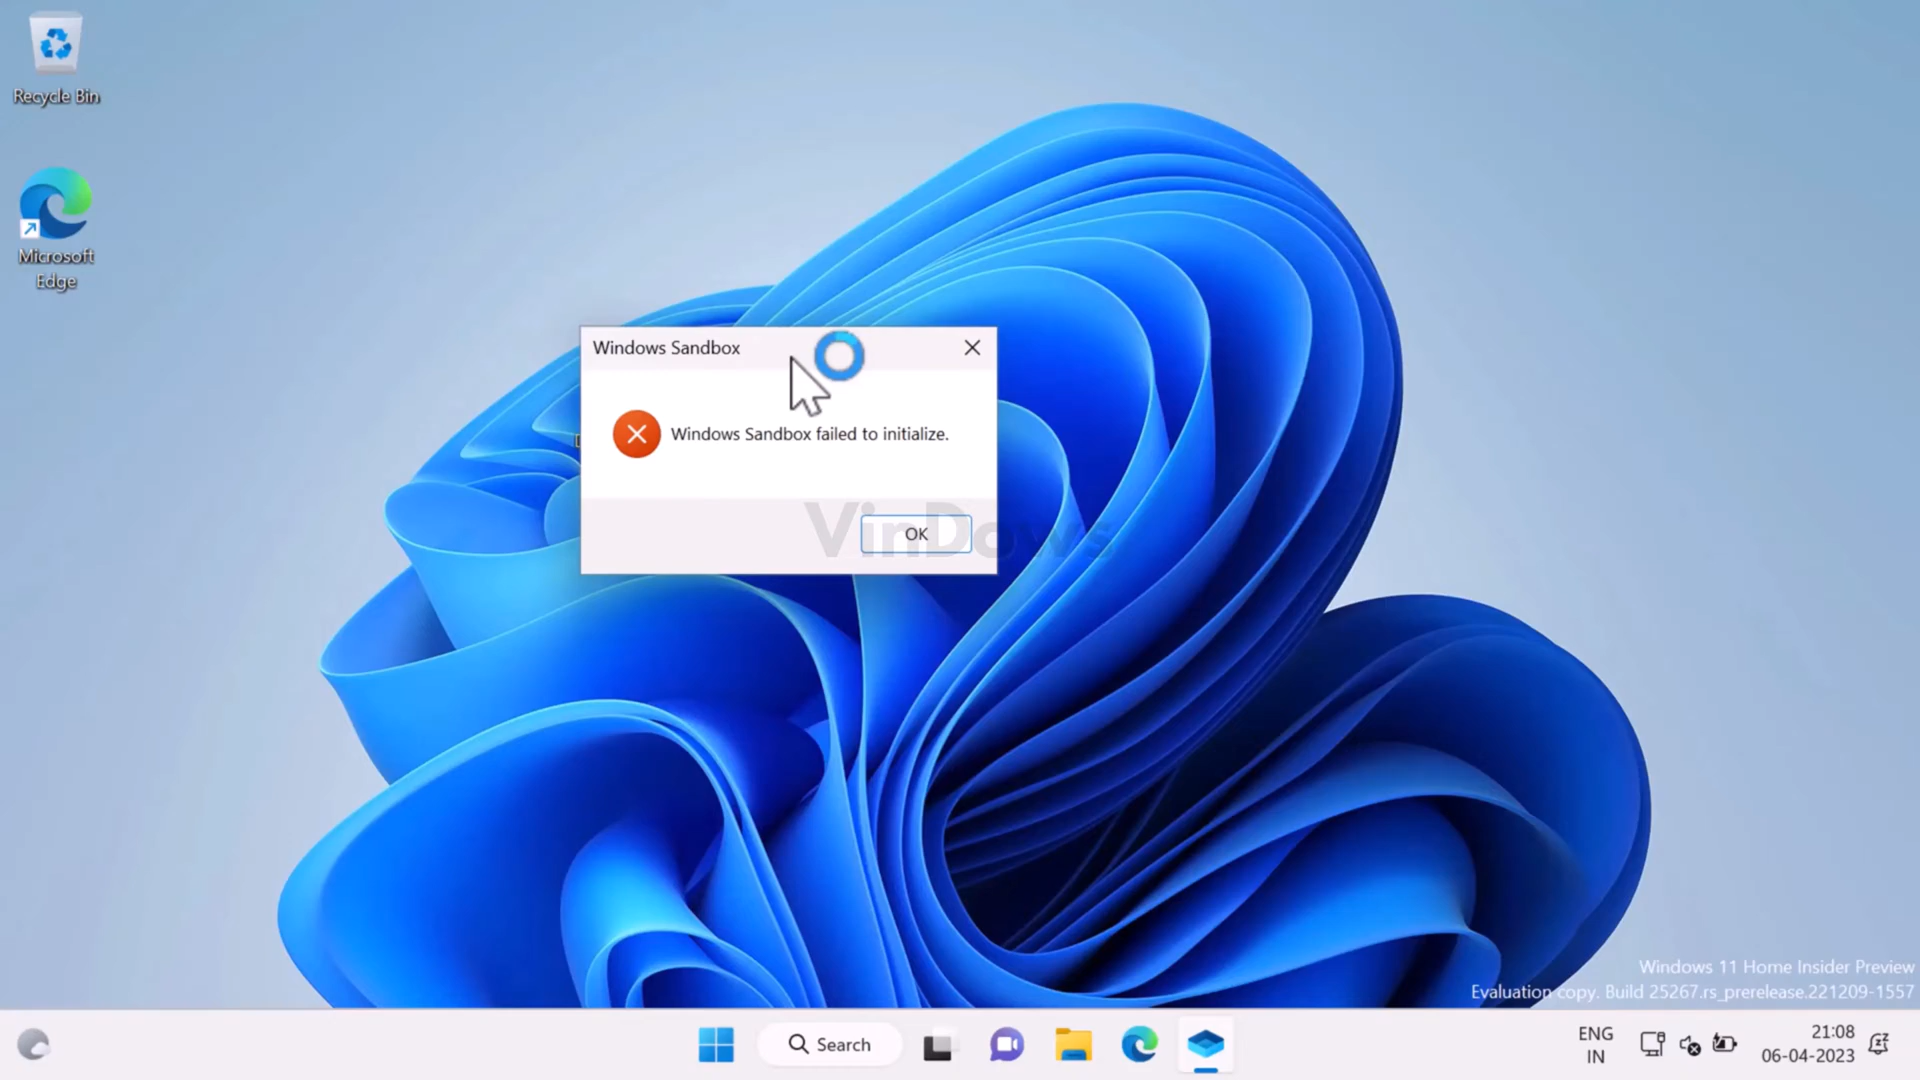 Recycle Bin
Microsoft
Edge
Windows Sandbox
Windows Sandbox failed to initialize.
OK
VinDows
Windows 11 Home Insider Preview
Evaluation copy. Build 25267.rs_prerelease.221209-1557
Search
ENG
IN
21:08
06-04-2023